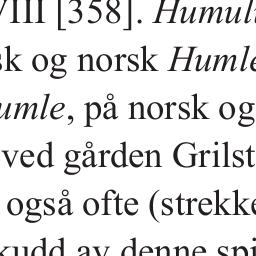 VIII [358]. Humul
sk og norsk Humle
umle, på norsk og
ved gården Grilst
også ofte (strekke
kudd av denne spi